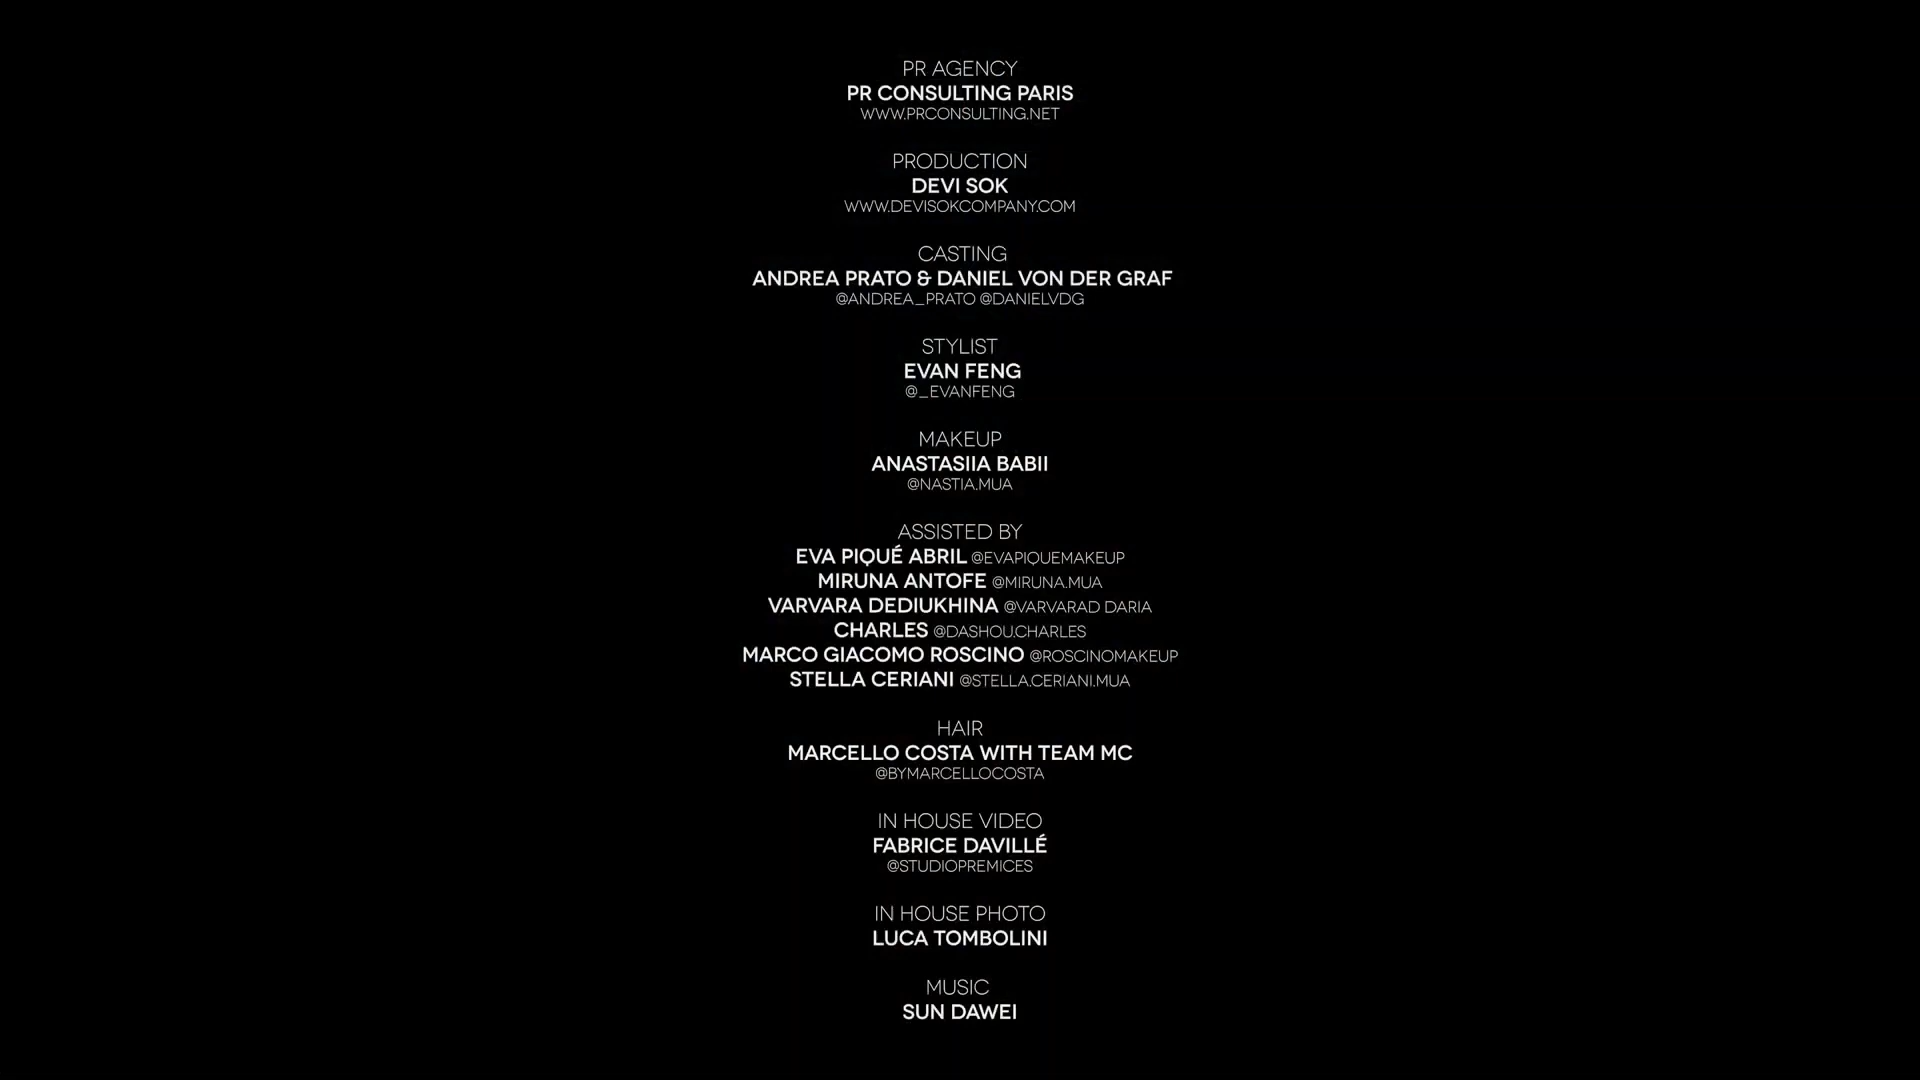 PR AGENCY
PR CONSULTING PARIS
WWW.PRCONSULTING.NET
PRODUCTION
DEVI SOK
WWW.DEVISOKCOMPANY.COM
CASTING
ANDREA PRATO & DANIEL VON DER GRAF
@ANDREA_PRATO @DANIELVDG
STYLIST
EVAN FENG
@_EVANFENG
MAKEUP
ANASTASIIA BABII
@NASTIA.MUA
ASSISTED BY
EVA PIQUÉ ABRIL @EVAPIQUEMAKEUP
MIRUNA ANTOFE @MIRUNA.MUA
VARVARA DEDIUKHINA @VARVARAD DARIA
CHARLES @DASHOU.CHARLES
MARCO GIACOMO ROSCINO @ROSCINOMAKEUP
STELLA CERIANI @STELLA.CERIANI.MUA
HAIR
MARCELLO COSTA WITH TEAM MC
@BYMARCELLOCOSTA
IN HOUSE VIDEO
FABRICE DAVILLÉ
@STUDIOPREMICES
IN HOUSE PHOTO
LUCA TOMBOLINI
MUSIC
SUN DAWEI